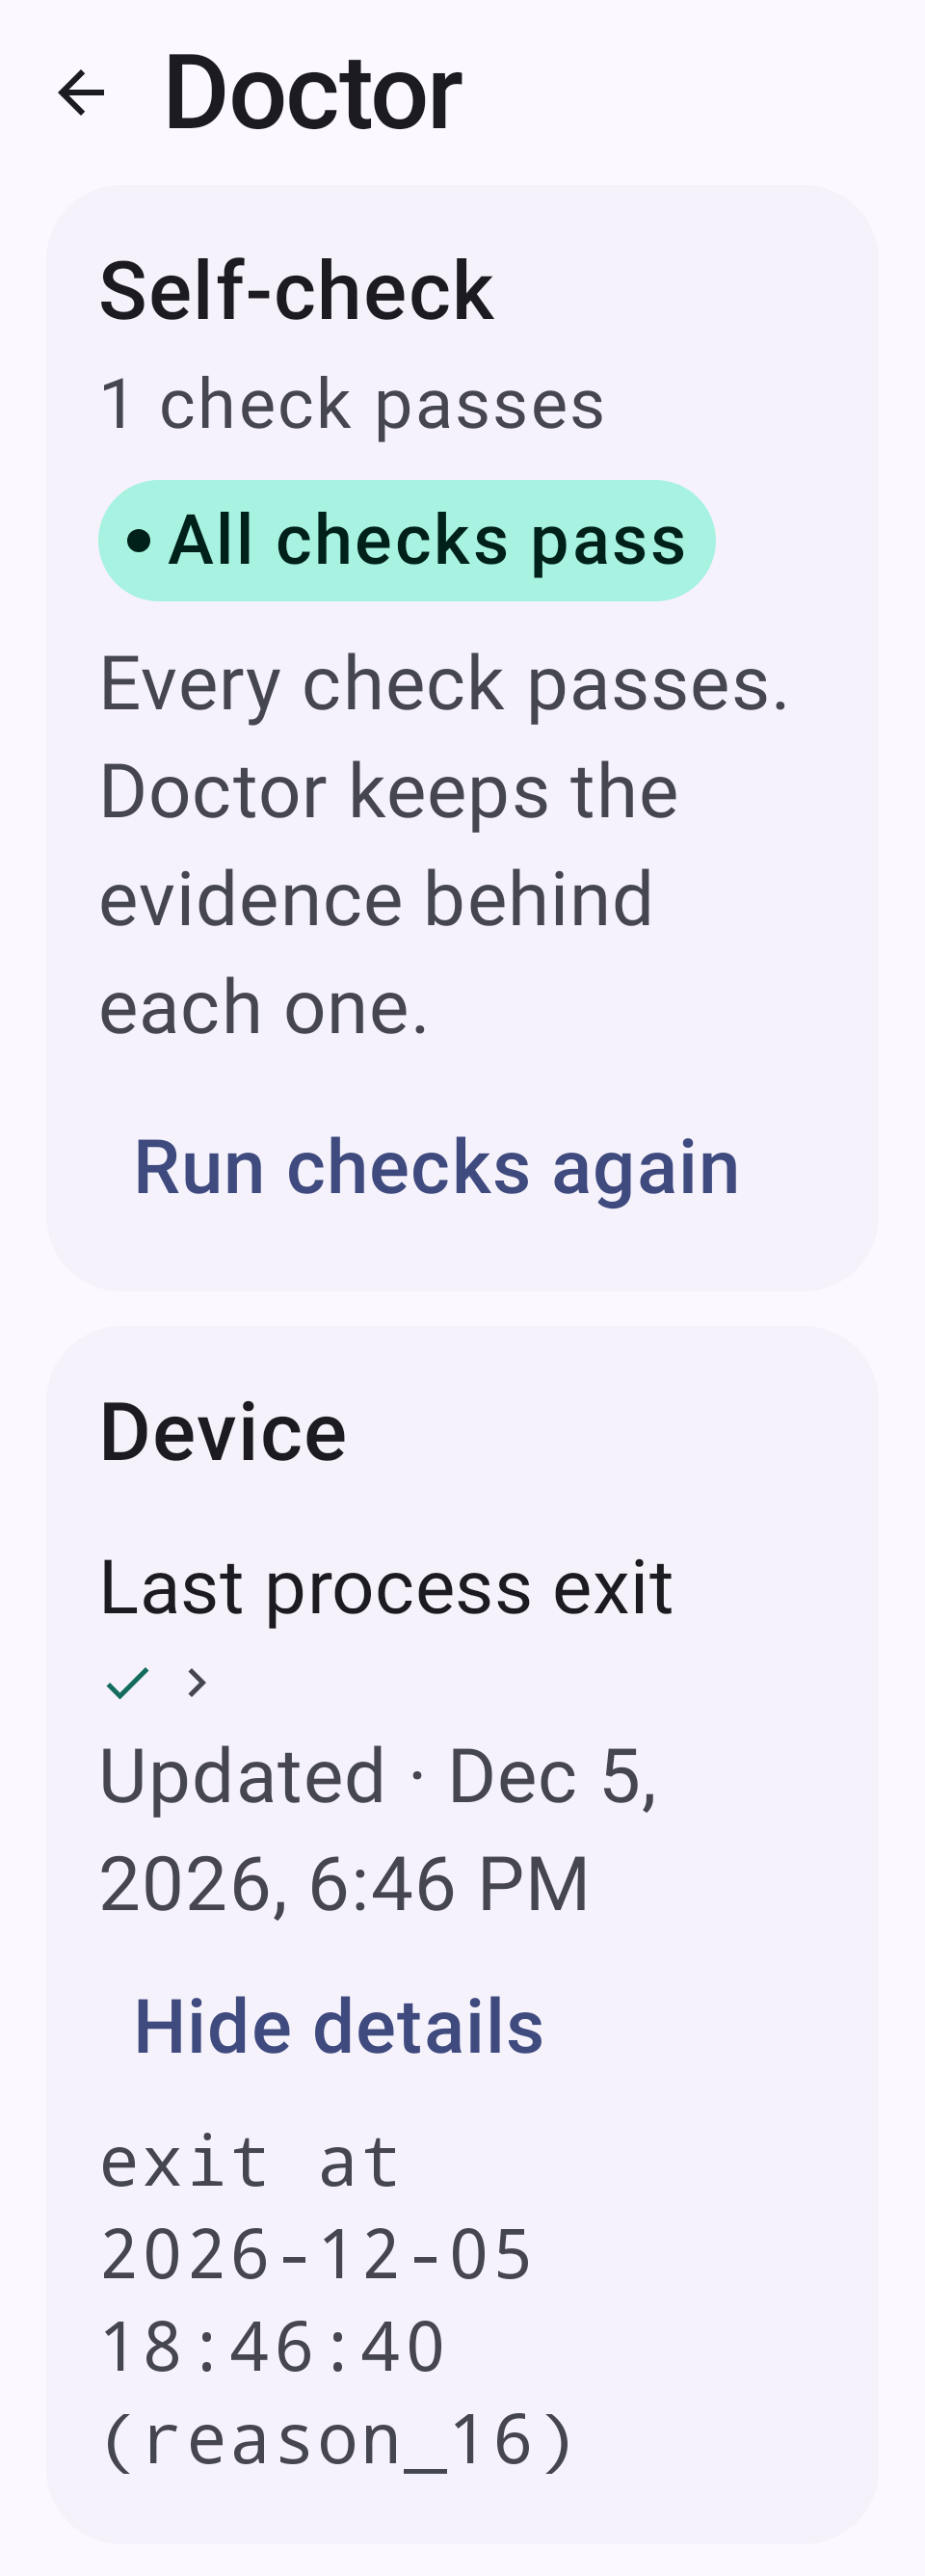 Doctor
Self-check
1 check passes
All checks pass
Every check passes.
Doctor keeps the
evidence behind
each one.
Run checks again
Device
Last process exit
Updated · Dec 5,
2026, 6:46 PM
Hide details
exit at
2026-12-05
18:46:40
(reason_16)